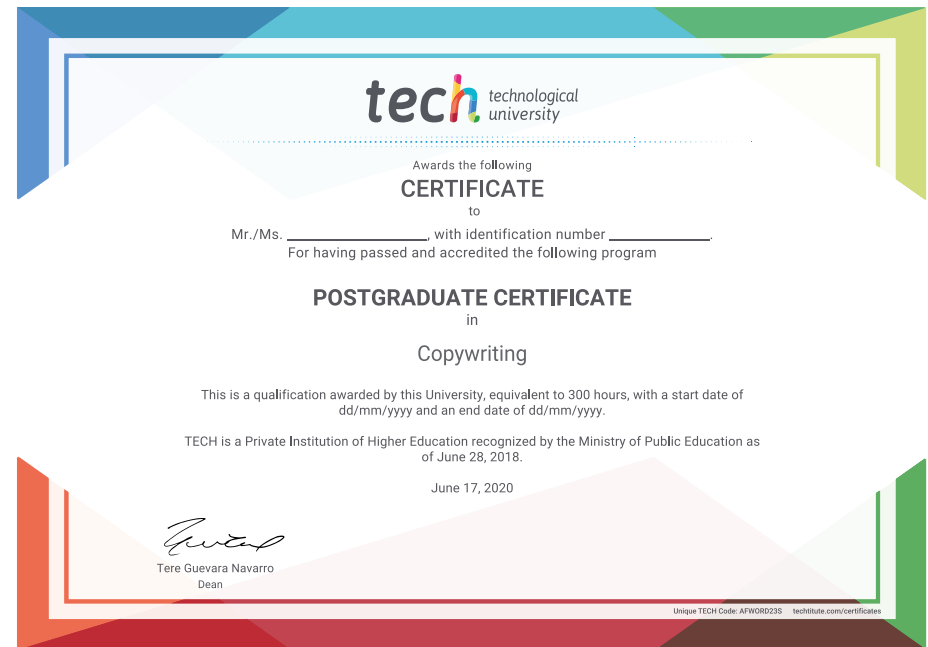 tech technological
university
Awards the following
CERTIFICATE
to
Mr./Ms. ____________________, with identification number ______________.
For having passed and accredited the following program
POSTGRADUATE CERTIFICATE
in
Copywriting
This is a qualification awarded by this University, equivalent to 300 hours, with a start date of
dd/mm/yyyy and an end date of dd/mm/yyyy.
TECH is a Private Institution of Higher Education recognized by the Ministry of Public Education as
of June 28, 2018.
June 17, 2020
Tere Guevara Navarro
Dean
Unique TECH Code: AFWORD23S techtitute.com/certificates